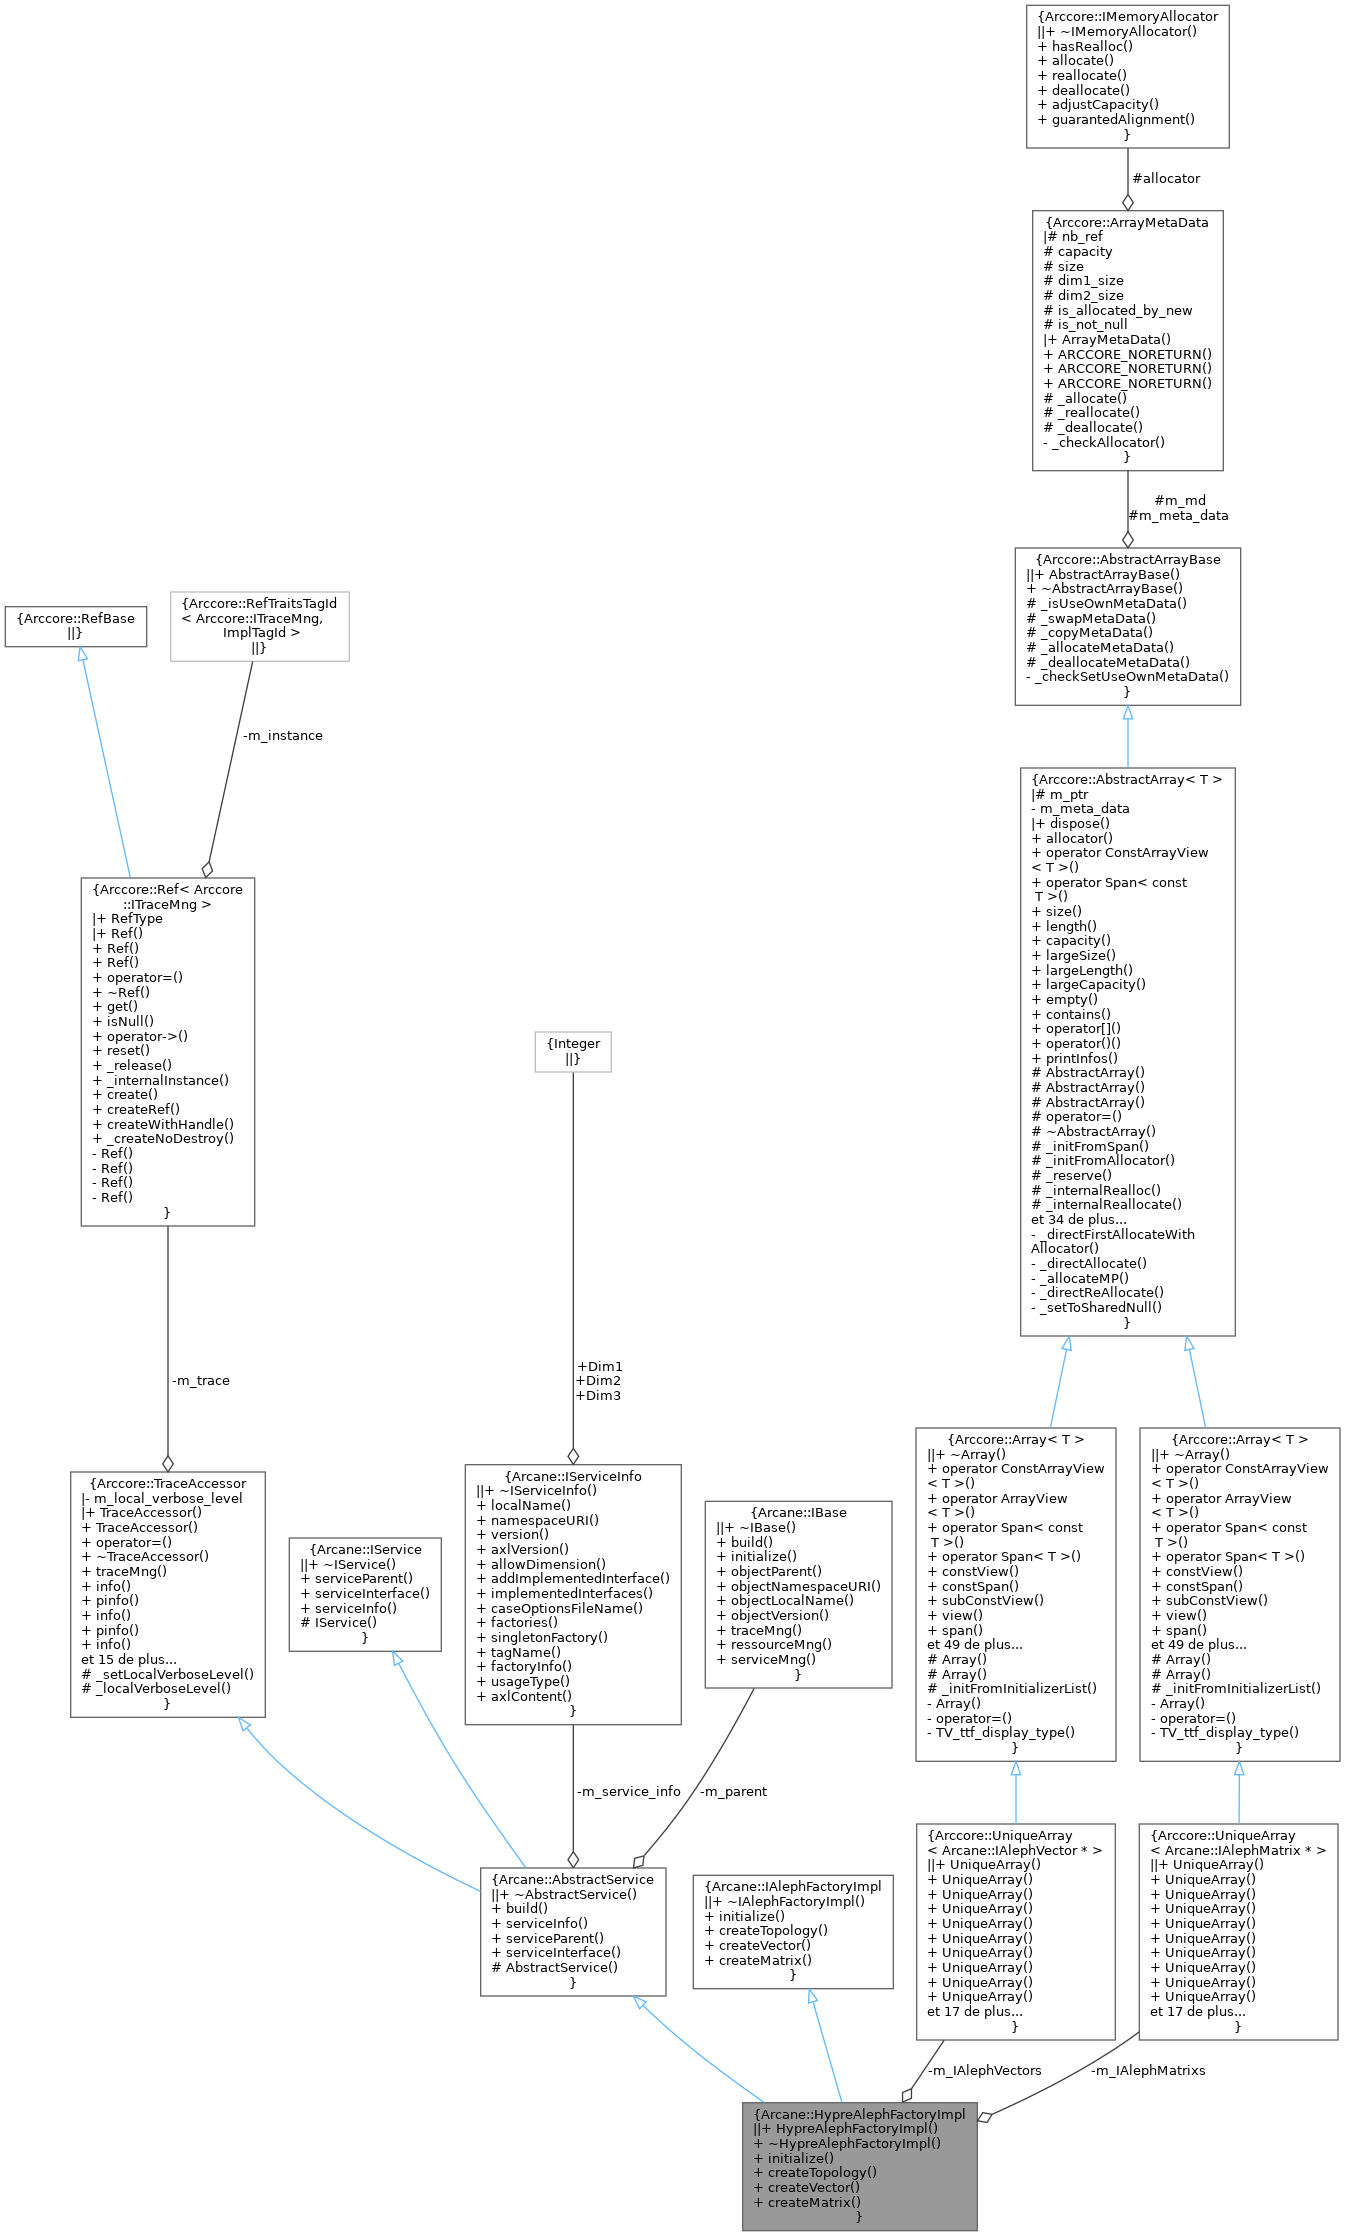 {Arccore::IMemoryAllocator
||+ ~IMemoryAllocator()
+ hasRealloc()
+ allocate()
+ reallocate()
+ deallocate()
+ adjustCapacity()
+ guarantedAlignment()
}
#allocator
{Arccore::ArrayMetaData
|# nb_ref
# capacity
# size
# dim1_size
# dim2_size
# is_allocated_by_new
# is_not_null
|+ ArrayMetaData()
+ ARCCORE_NORETURN()
+ ARCCORE_NORETURN()
+ ARCCORE_NORETURN()
# _allocate()
# _reallocate()
# _deallocate()
- _checkAllocator()
}
#m_md
#m_meta_data
{Arccore::AbstractArrayBase
||+ AbstractArrayBase()
+ ~AbstractArrayBase()
# _isUseOwnMetaData()
# _swapMetaData()
# _copyMetaData()
# _allocateMetaData()
# _deallocateMetaData()
- _checkSetUseOwnMetaData()
}
{Arccore::RefBase
||}
{Arccore::RefTraitsTagId
< Arccore::ITraceMng,
ImplTagId >
||}
-m_instance
{Arccore::AbstractArray< T >
|# m_ptr
- m_meta_data
|+ dispose()
+ allocator()
+ operator ConstArrayView
< T >()
+ operator Span< const
T >()
+ size()
+ length()
+ capacity()
+ largeSize()
+ largeLength()
+ largeCapacity()
+ empty()
+ contains()
+ operator[]()
+ operator()()
+ printInfos()
# AbstractArray()
# AbstractArray()
# AbstractArray()
# operator=()
# ~AbstractArray()
# _initFromSpan()
# _initFromAllocator()
# _reserve()
# _internalRealloc()
# _internalReallocate()
et 34 de plus...
- _directFirstAllocateWith
Allocator()
- _directAllocate()
- _allocateMP()
- _directReAllocate()
- _setToSharedNull()
}
{Arccore::Ref< Arccore
::ITraceMng >
|+ RefType
|+ Ref()
+ Ref()
+ Ref()
+ operator=()
+ ~Ref()
+ get()
+ isNull()
+ operator->()
+ reset()
+ _release()
+ _internalInstance()
+ create()
+ createRef()
+ createWithHandle()
+ _createNoDestroy()
- Ref()
- Ref()
- Ref()
- Ref()
}
{Integer
||}
-m_trace
+Dim1
+Dim2
+Dim3
{Arccore::TraceAccessor
|- m_local_verbose_level
|+ TraceAccessor()
+ TraceAccessor()
+ operator=()
+ ~TraceAccessor()
+ traceMng()
+ info()
+ pinfo()
+ info()
+ pinfo()
+ info()
et 15 de plus...
# _setLocalVerboseLevel()
# _localVerboseLevel()
}
{Arcane::IService
||+ ~IService()
+ serviceParent()
+ serviceInterface()
+ serviceInfo()
# IService()
}
{Arcane::IServiceInfo
||+ ~IServiceInfo()
+ localName()
+ namespaceURI()
+ version()
+ axlVersion()
+ allowDimension()
+ addImplementedInterface()
+ implementedInterfaces()
+ caseOptionsFileName()
+ factories()
+ singletonFactory()
+ tagName()
+ factoryInfo()
+ usageType()
+ axlContent()
}
{Arcane::IBase
||+ ~IBase()
+ build()
+ initialize()
+ objectParent()
+ objectNamespaceURI()
+ objectLocalName()
+ objectVersion()
+ traceMng()
+ ressourceMng()
+ serviceMng()
}
{Arccore::Array< T >
||+ ~Array()
+ operator ConstArrayView
< T >()
+ operator ArrayView
< T >()
+ operator Span< const
T >()
+ operator Span< T >()
+ constView()
+ constSpan()
+ subConstView()
+ view()
+ span()
et 49 de plus...
# Array()
# Array()
# _initFromInitializerList()
- Array()
- operator=()
- TV_ttf_display_type()
}
{Arccore::Array< T >
||+ ~Array()
+ operator ConstArrayView
< T >()
+ operator ArrayView
< T >()
+ operator Span< const
T >()
+ operator Span< T >()
+ constView()
+ constSpan()
+ subConstView()
+ view()
+ span()
et 49 de plus...
# Array()
# Array()
# _initFromInitializerList()
- Array()
- operator=()
- TV_ttf_display_type()
}
-m_service_info
-m_parent
{Arcane::AbstractService
||+ ~AbstractService()
+ build()
+ serviceInfo()
+ serviceParent()
+ serviceInterface()
# AbstractService()
}
{Arcane::IAlephFactoryImpl
||+ ~IAlephFactoryImpl()
+ initialize()
+ createTopology()
+ createVector()
+ createMatrix()
}
{Arccore::UniqueArray
< Arcane::IAlephVector * >
||+ UniqueArray()
+ UniqueArray()
+ UniqueArray()
+ UniqueArray()
+ UniqueArray()
+ UniqueArray()
+ UniqueArray()
+ UniqueArray()
+ UniqueArray()
+ UniqueArray()
et 17 de plus...
}
{Arccore::UniqueArray
< Arcane::IAlephMatrix * >
||+ UniqueArray()
+ UniqueArray()
+ UniqueArray()
+ UniqueArray()
+ UniqueArray()
+ UniqueArray()
+ UniqueArray()
+ UniqueArray()
+ UniqueArray()
+ UniqueArray()
et 17 de plus...
}
-m_IAlephVectors
-m_IAlephMatrixs
{Arcane::HypreAlephFactoryImpl
||+ HypreAlephFactoryImpl()
+ ~HypreAlephFactoryImpl()
+ initialize()
+ createTopology()
+ createVector()
+ createMatrix()
}